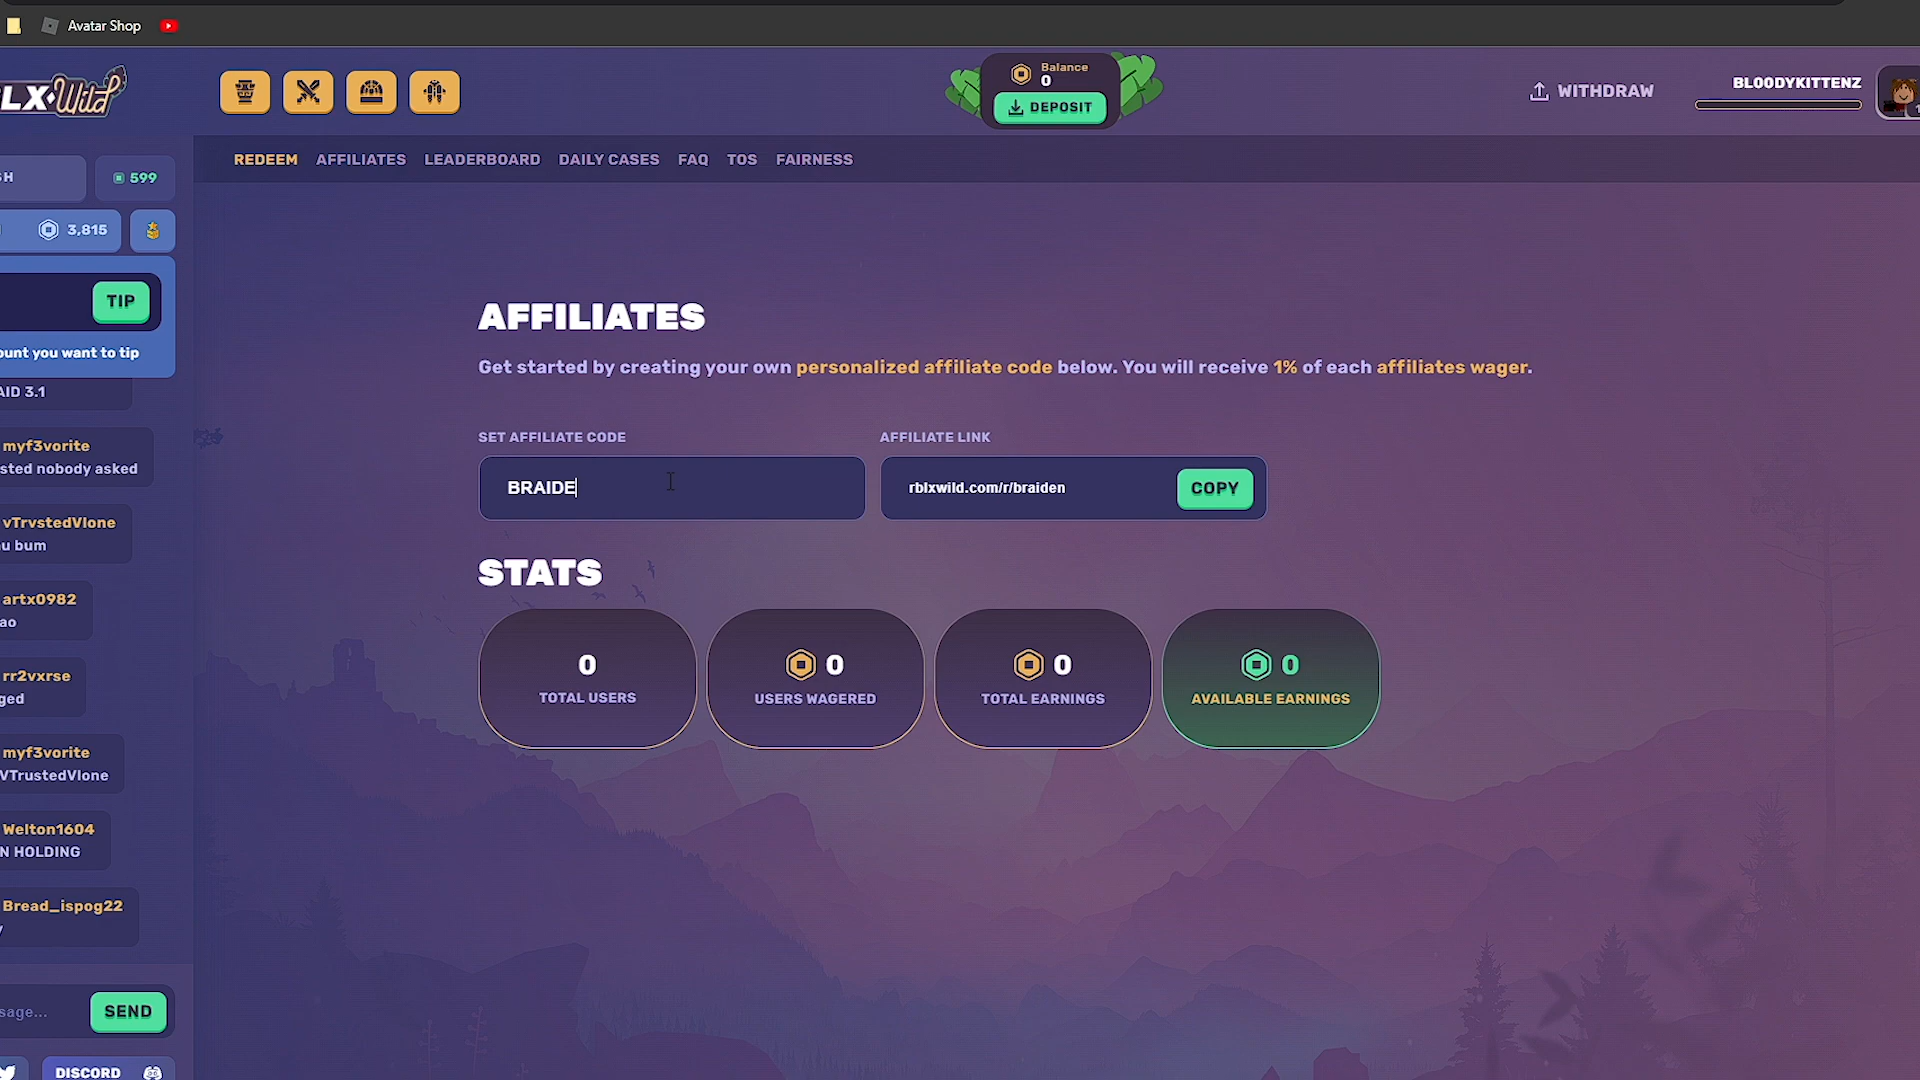 Avatar Shop
LX Wild
Balance
0
DEPOSIT
WITHDRAW
BLOODYKITTENZ
REDEEM AFFILIATES LEADERBOARD DAILY CASES FAQ TOS FAIRNESS
SH
599
3,815
TIP
ount you want to tip
AID 3.1
myf3vorite
sted nobody asked
vTrvstedVlone
u bum
artx0982
ao
rr2vxrse
ged
myf3vorite
VTrustedVlone
Welton1604
N HOLDING
Bread_ispog22
y
sage...
SEND
DISCORD
AFFILIATES
Get started by creating your own personalized affiliate code below. You will receive 1% of each affiliates wager.
SET AFFILIATE CODE
BRAIDE
AFFILIATE LINK
rblxwild.com/r/braiden
COPY
STATS
0
TOTAL USERS
0
USERS WAGERED
0
TOTAL EARNINGS
0
AVAILABLE EARNINGS